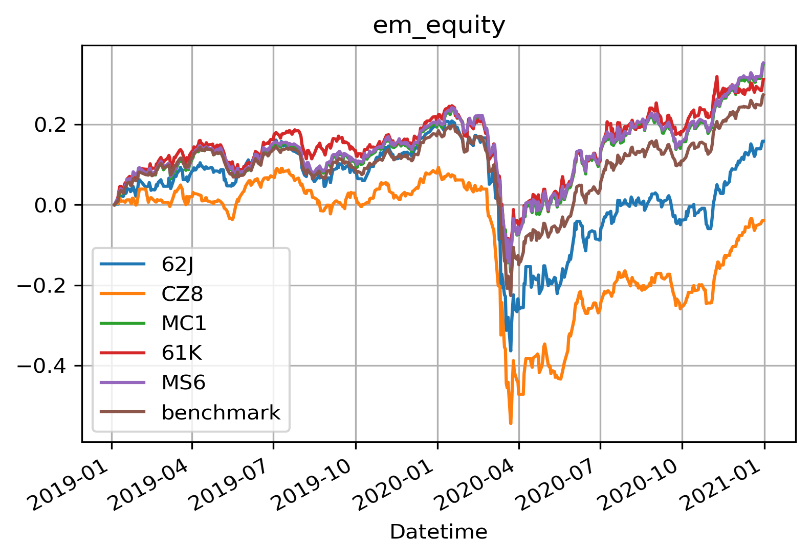 em_equity
0.2
0.0
−0.2
−0.4
62J
CZ8
MC1
61K
MS6
benchmark
2019-01
2019-04
2019-07
2019-10
2020-01
2020-04
2020-07
2020-10
2021-01
Datetime